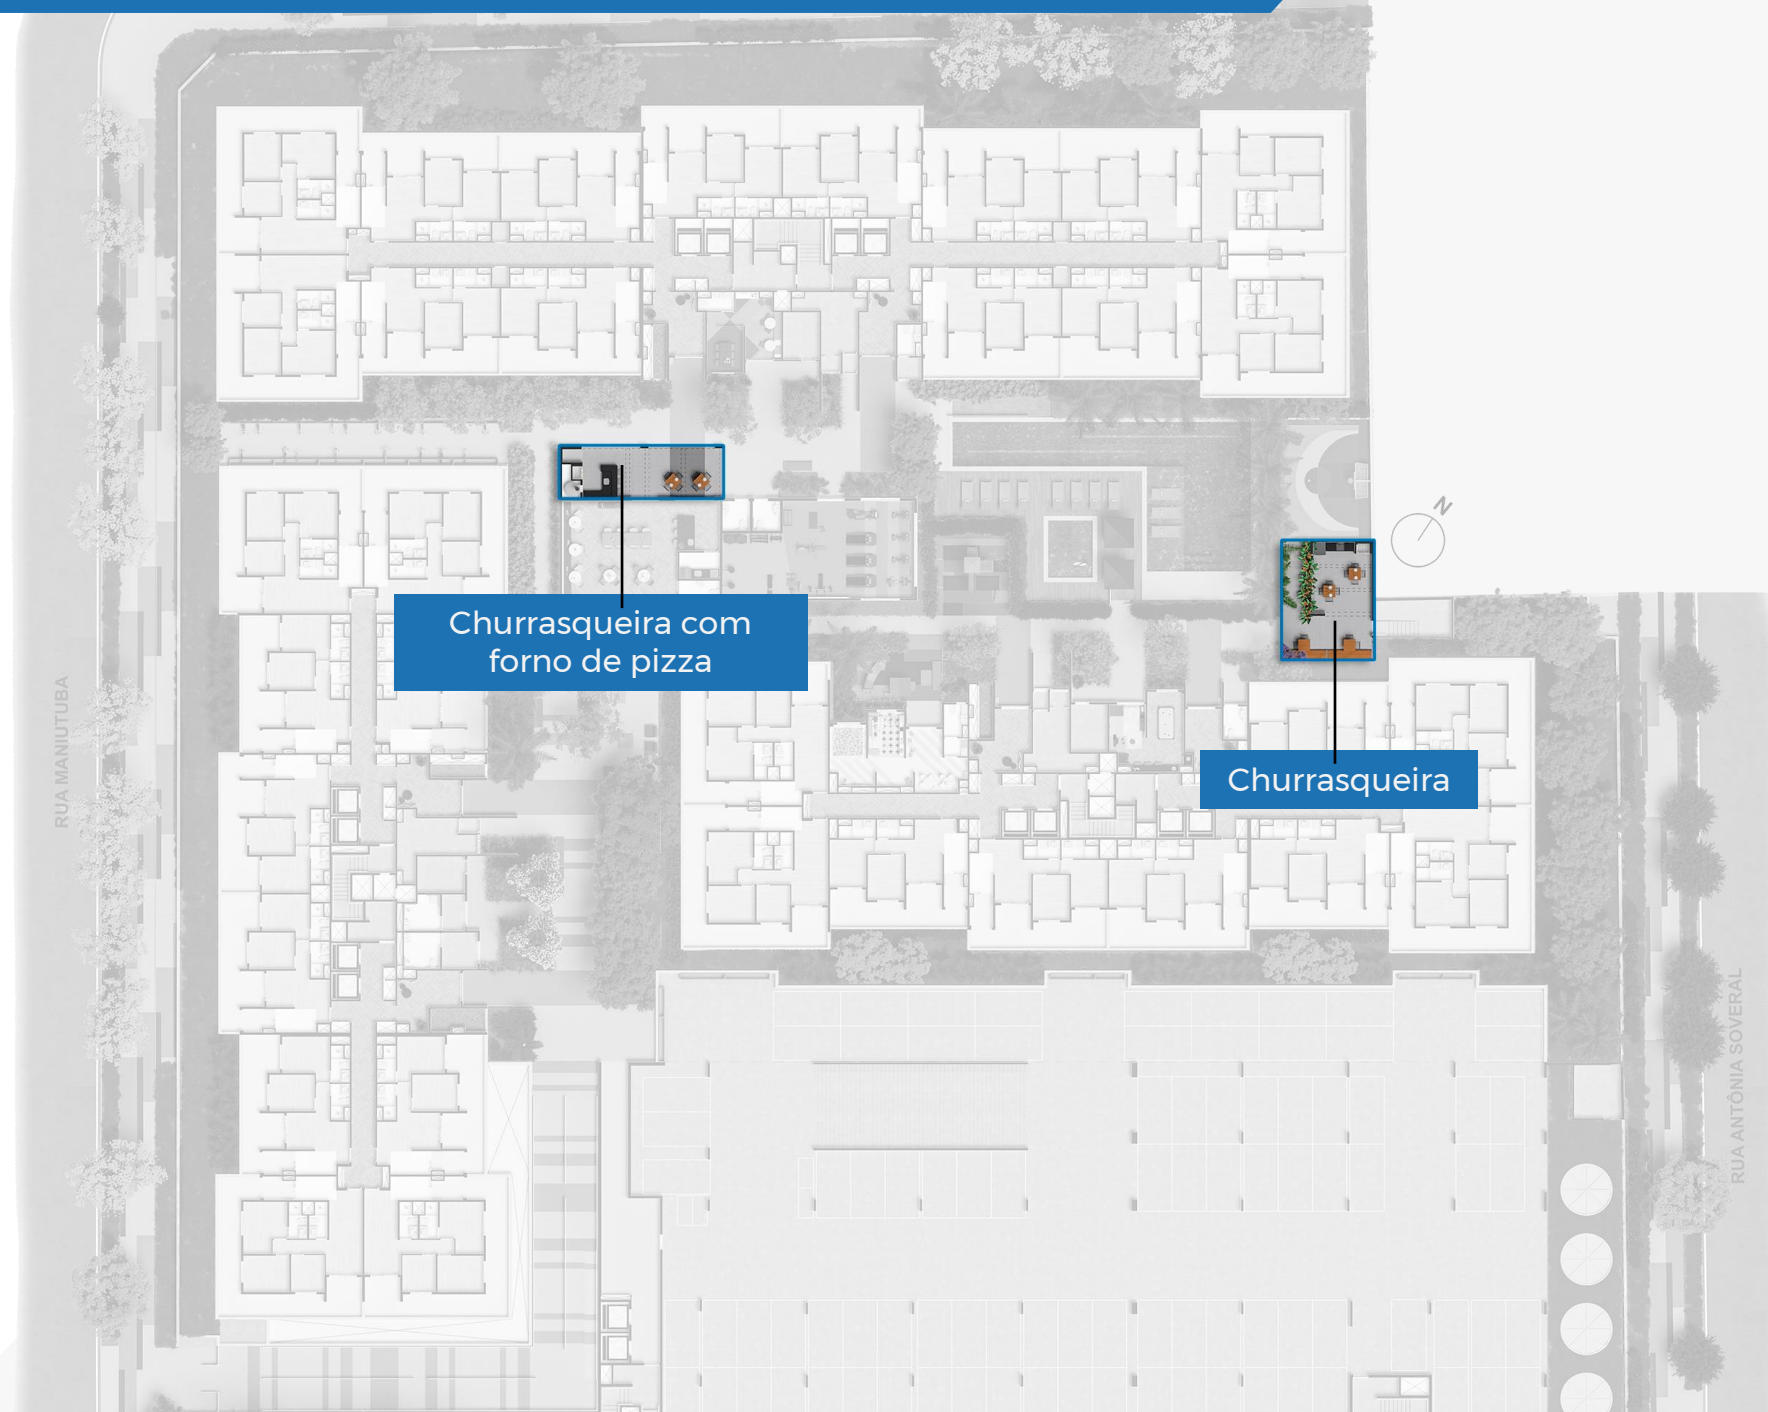 N
Churrasqueira com
forno de pizza
Churrasqueira
RUA MANIUTUBA
RUA ANTÔNIA SOVERAL